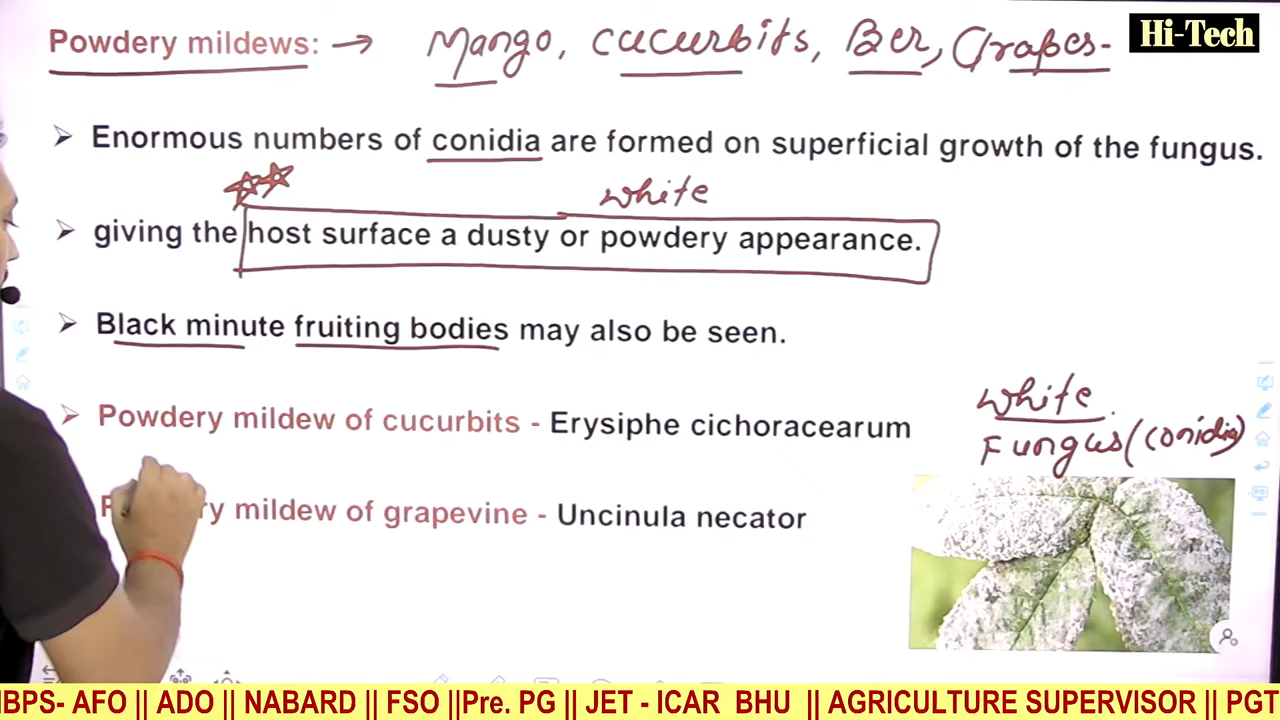 Powdery mildews: → Mango, cucurbits, Ber, Grapes-
Hi-Tech
➢ Enormous numbers of conidia are formed on superficial growth of the fungus.
white
➢ giving the host surface a dusty or powdery appearance.
➢ Black minute fruiting bodies may also be seen.
white
➢ Powdery mildew of cucurbits - Erysiphe cichoracearum
Fungus (conidia)
mildew of grapevine - Uncinula necator
IBPS- AFO || ADO || NABARD || FSO ||Pre. PG || JET - ICAR BHU || AGRICULTURE SUPERVISOR || PGT